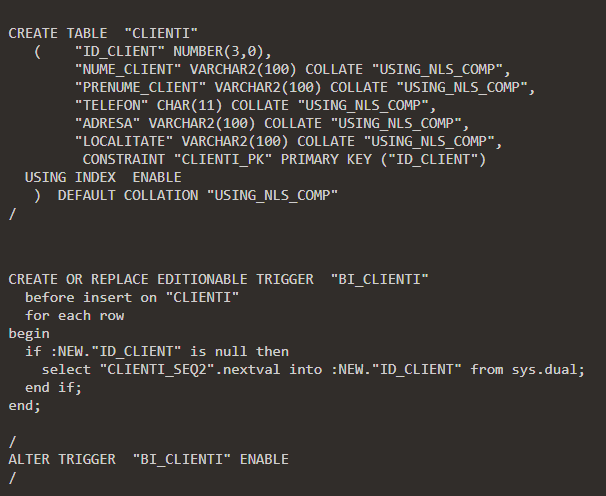 CREATE TABLE  "CLIENTI"
   (    "ID_CLIENT" NUMBER(3,0),
        "NUME_CLIENT" VARCHAR2(100) COLLATE "USING_NLS_COMP",
        "PRENUME_CLIENT" VARCHAR2(100) COLLATE "USING_NLS_COMP",
        "TELEFON" CHAR(11) COLLATE "USING_NLS_COMP",
        "ADRESA" VARCHAR2(100) COLLATE "USING_NLS_COMP",
        "LOCALITATE" VARCHAR2(100) COLLATE "USING_NLS_COMP",
         CONSTRAINT "CLIENTI_PK" PRIMARY KEY ("ID_CLIENT")
  USING INDEX  ENABLE
   )  DEFAULT COLLATION "USING_NLS_COMP"
/
CREATE OR REPLACE EDITIONABLE TRIGGER  "BI_CLIENTI"
  before insert on "CLIENTI"
  for each row
begin
  if :NEW."ID_CLIENT" is null then
    select "CLIENTI_SEQ2".nextval into :NEW."ID_CLIENT" from sys.dual;
  end if;
end;
/
ALTER TRIGGER  "BI_CLIENTI" ENABLE
/